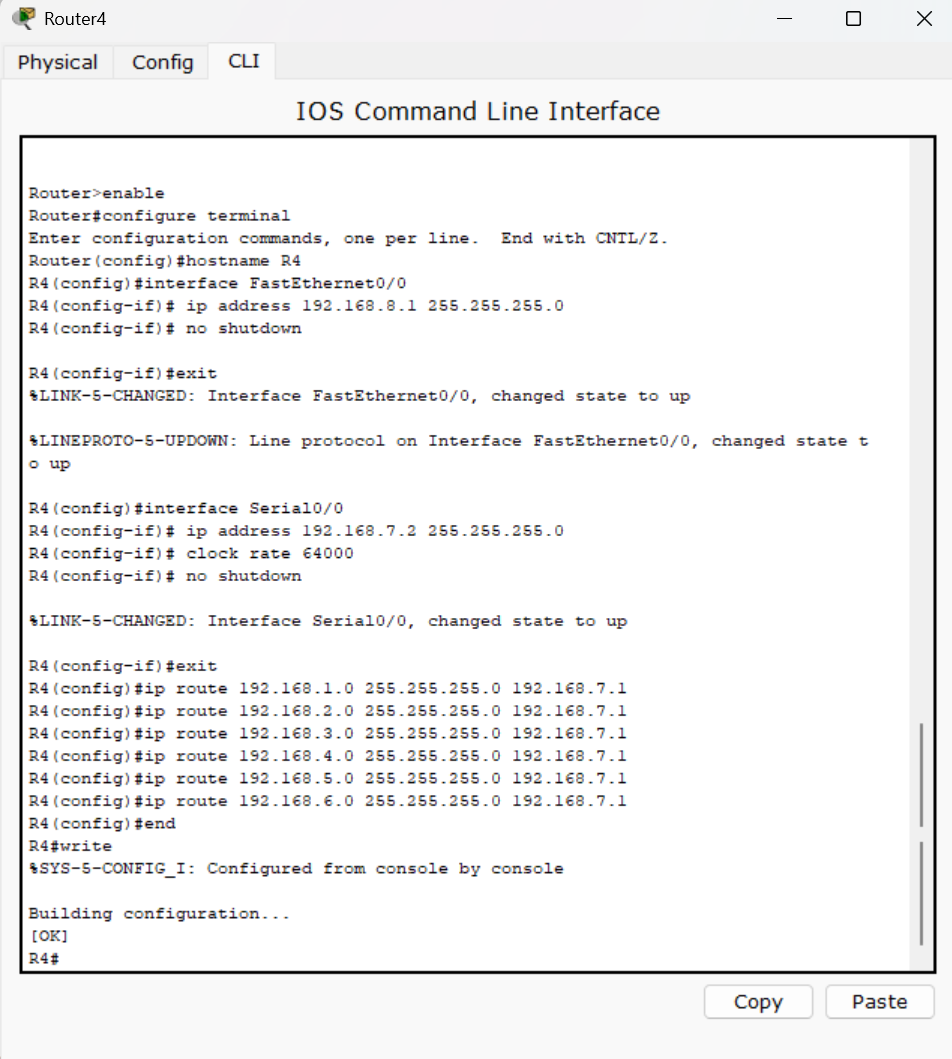 Router4
Physical Config CLI
IOS Command Line Interface
Router>enable
Router#configure terminal
Enter configuration commands, one per line.  End with CNTL/Z.
Router(config)#hostname R4
R4(config)#interface FastEthernet0/0
R4(config-if)# ip address 192.168.8.1 255.255.255.0
R4(config-if)# no shutdown
R4(config-if)#exit
%LINK-5-CHANGED: Interface FastEthernet0/0, changed state to up
%LINEPROTO-5-UPDOWN: Line protocol on Interface FastEthernet0/0, changed state t
o up
R4(config)#interface Serial0/0
R4(config-if)# ip address 192.168.7.2 255.255.255.0
R4(config-if)# clock rate 64000
R4(config-if)# no shutdown
%LINK-5-CHANGED: Interface Serial0/0, changed state to up
R4(config-if)#exit
R4(config)#ip route 192.168.1.0 255.255.255.0 192.168.7.1
R4(config)#ip route 192.168.2.0 255.255.255.0 192.168.7.1
R4(config)#ip route 192.168.3.0 255.255.255.0 192.168.7.1
R4(config)#ip route 192.168.4.0 255.255.255.0 192.168.7.1
R4(config)#ip route 192.168.5.0 255.255.255.0 192.168.7.1
R4(config)#ip route 192.168.6.0 255.255.255.0 192.168.7.1
R4(config)#end
R4#write
%SYS-5-CONFIG_I: Configured from console by console
Building configuration...
[OK]
R4#
Copy Paste